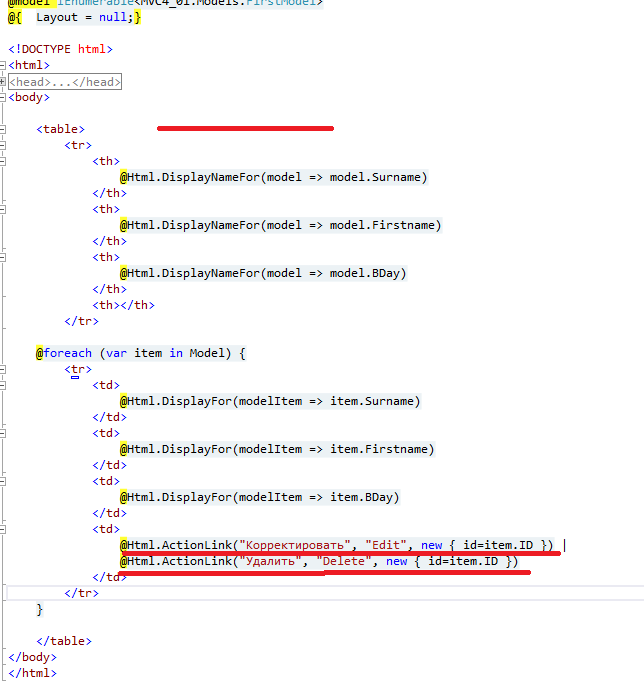 @model IEnumerable<MVC4_01.Models.FirstModel>
@{  Layout = null;}
<!DOCTYPE html>
<html>
<head>...</head>
<body>
<table>
<tr>
<th>
@Html.DisplayNameFor(model => model.Surname)
</th>
<th>
@Html.DisplayNameFor(model => model.Firstname)
</th>
<th>
@Html.DisplayNameFor(model => model.BDay)
</th>
<th></th>
</tr>
@foreach (var item in Model) {
<tr>
<td>
@Html.DisplayFor(modelItem => item.Surname)
</td>
<td>
@Html.DisplayFor(modelItem => item.Firstname)
</td>
<td>
@Html.DisplayFor(modelItem => item.BDay)
</td>
<td>
@Html.ActionLink("Корректировать", "Edit", new { id=item.ID }) |
@Html.ActionLink("Удалить", "Delete", new { id=item.ID })
</td>
</tr>
}
</table>
</body>
</html>